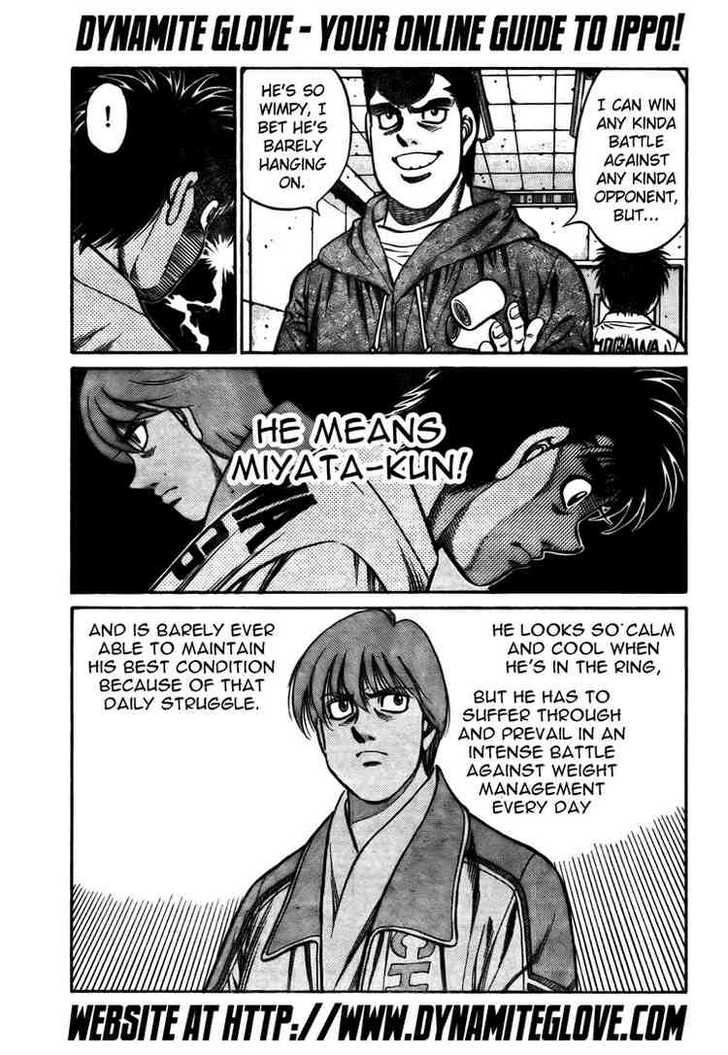 DYNAMITE GLOVE - YOUR ONLINE GUIDE TO IPPO!
I CAN WIN
ANY KINDA
BATTLE
AGAINST
ANY KINDA
OPPONENT,
BUT...
HE'S SO
WIMPY, I
BET HE'S
BARELY
HANGING
ON.
!
HE MEANS
MIYATA-KUN!
HE LOOKS SO CALM
AND COOL WHEN
HE'S IN THE RING,
BUT HE HAS TO
SUFFER THROUGH
AND PREVAIL IN AN
INTENSE BATTLE
AGAINST WEIGHT
MANAGEMENT
EVERY DAY
AND IS BARELY EVER
ABLE TO MAINTAIN
HIS BEST CONDITION
BECAUSE OF THAT
DAILY STRUGGLE.
WEBSITE AT HTTP://WWW.DYNAMITEGLOVE.COM